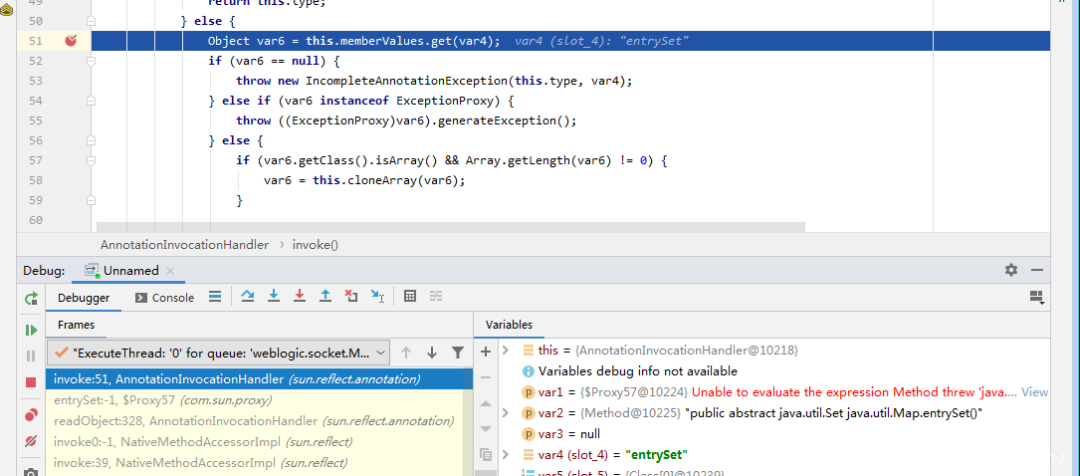 49 return this.type;
50 } else {
51 Object var6 = this.memberValues.get(var4); var4 (slot_4): "entrySet"
52 if (var6 == null) {
53 throw new IncompleteAnnotationException(this.type, var4);
54 } else if (var6 instanceof ExceptionProxy) {
55 throw ((ExceptionProxy)var6).generateException();
56 } else {
57 if (var6.getClass().isArray() && Array.getLength(var6) != 0) {
58 var6 = this.cloneArray(var6);
59 }
60
AnnotationInvocationHandler › invoke()
Debug: Unnamed ×
Debugger Console
Frames
Variables
"ExecuteThread: '0' for queue: 'weblogic.socket.M...
invoke:51, AnnotationInvocationHandler (sun.reflect.annotation)
entrySet:-1, $Proxy57 (com.sun.proxy)
readObject:328, AnnotationInvocationHandler (sun.reflect.annotation)
invoke0:-1, NativeMethodAccessorImpl (sun.reflect)
invoke:39, NativeMethodAccessorImpl (sun.reflect)
this = {AnnotationInvocationHandler@10218}
Variables debug info not available
var1 = {$Proxy57@10224} Unable to evaluate the expression Method threw 'java.... View
var2 = {Method@10225} "public abstract java.util.Set java.util.Map.entrySet()"
var3 = null
var4 (slot_4) = "entrySet"
var5 (slot_5) = {Class[0]@10239}